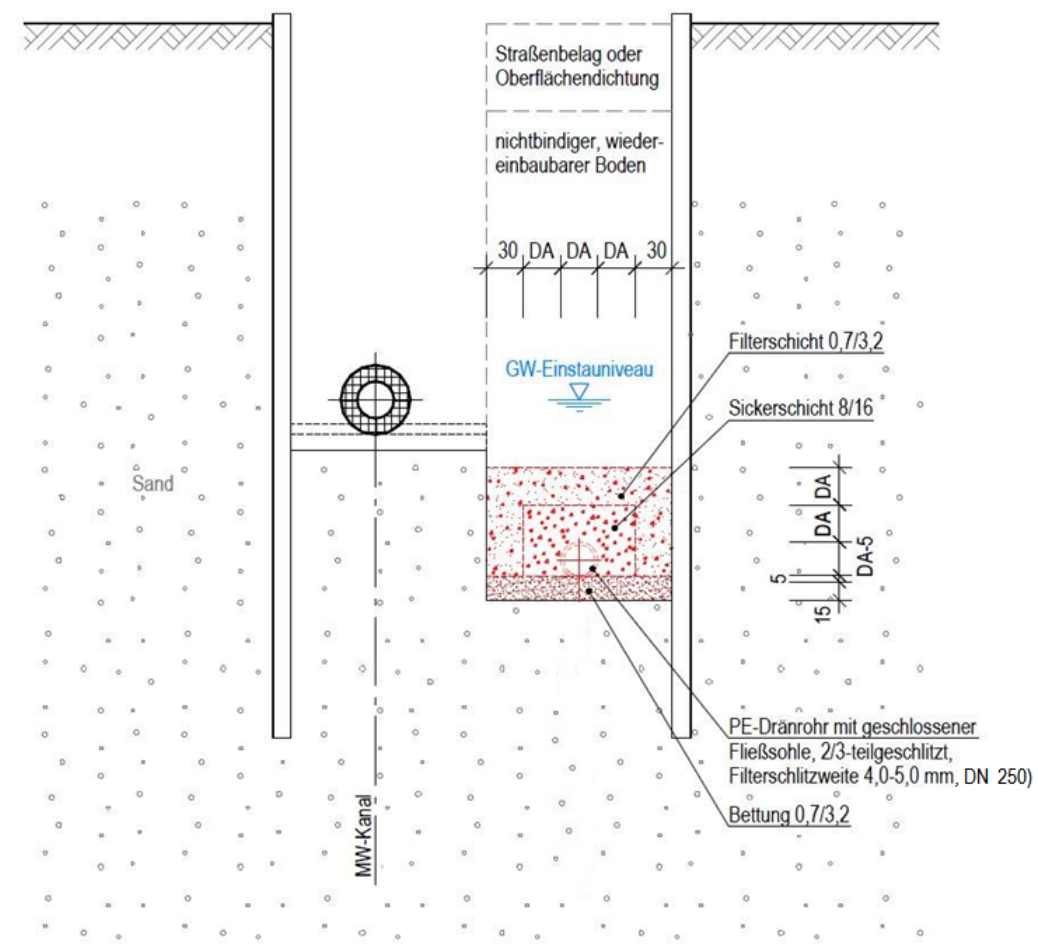 Straßenbelag oder
Oberflächendichtung
nichtbindiger, wieder-
einbaubarer Boden
30 DA DA DA 30
Filterschicht 0,7/3,2
GW-Einstauniveau
Sickerschicht 8/16
Sand
DA
DA
DA-5
5
15
PE-Dränrohr mit geschlossener
Fließsohle, 2/3-teilgeschlitzt,
Filterschlitzweite 4,0-5,0 mm, DN 250)
Bettung 0,7/3,2
MW-Kanal